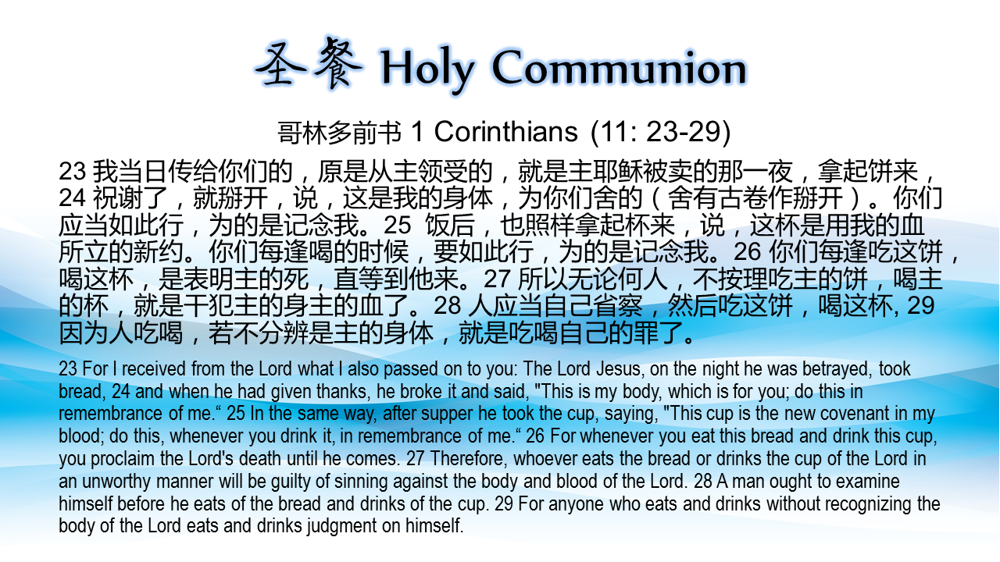 圣餐 Holy Communion
哥林多前书 1 Corinthians (11: 23-29)
23 我当日传给你们的，原是从主领受的，就是主耶稣被卖的那一夜，拿起饼来，
24 祝谢了，就掰开，说，这是我的身体，为你们舍的（舍有古卷作掰开）。你们
应当如此行，为的是记念我。25 饭后，也照样拿起杯来，说，这杯是用我的血
所立的新约。你们每逢喝的时候，要如此行，为的是记念我。26 你们每逢吃这饼，
喝这杯，是表明主的死，直等到他来。27 所以无论何人，不按理吃主的饼，喝主
的杯，就是干犯主的身主的血了。28 人应当自己省察，然后吃这饼，喝这杯, 29
因为人吃喝，若不分辨是主的身体，就是吃喝自己的罪了。
23 For I received from the Lord what I also passed on to you: The Lord Jesus, on the night he was betrayed, took
bread, 24 and when he had given thanks, he broke it and said, "This is my body, which is for you; do this in
remembrance of me.“ 25 In the same way, after supper he took the cup, saying, "This cup is the new covenant in my
blood; do this, whenever you drink it, in remembrance of me.“ 26 For whenever you eat this bread and drink this cup,
you proclaim the Lord's death until he comes. 27 Therefore, whoever eats the bread or drinks the cup of the Lord in
an unworthy manner will be guilty of sinning against the body and blood of the Lord. 28 A man ought to examine
himself before he eats of the bread and drinks of the cup. 29 For anyone who eats and drinks without recognizing the
body of the Lord eats and drinks judgment on himself.